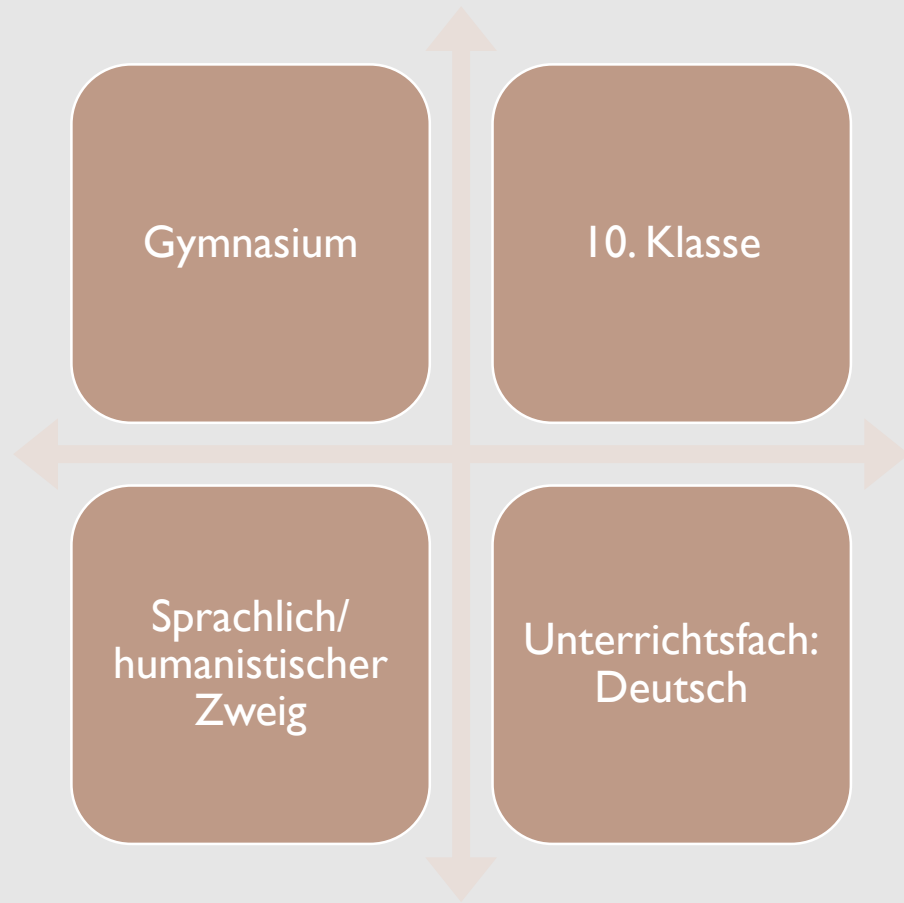 Gymnasium
10. Klasse
Sprachlich/
humanistischer
Zweig
Unterrichtsfach:
Deutsch